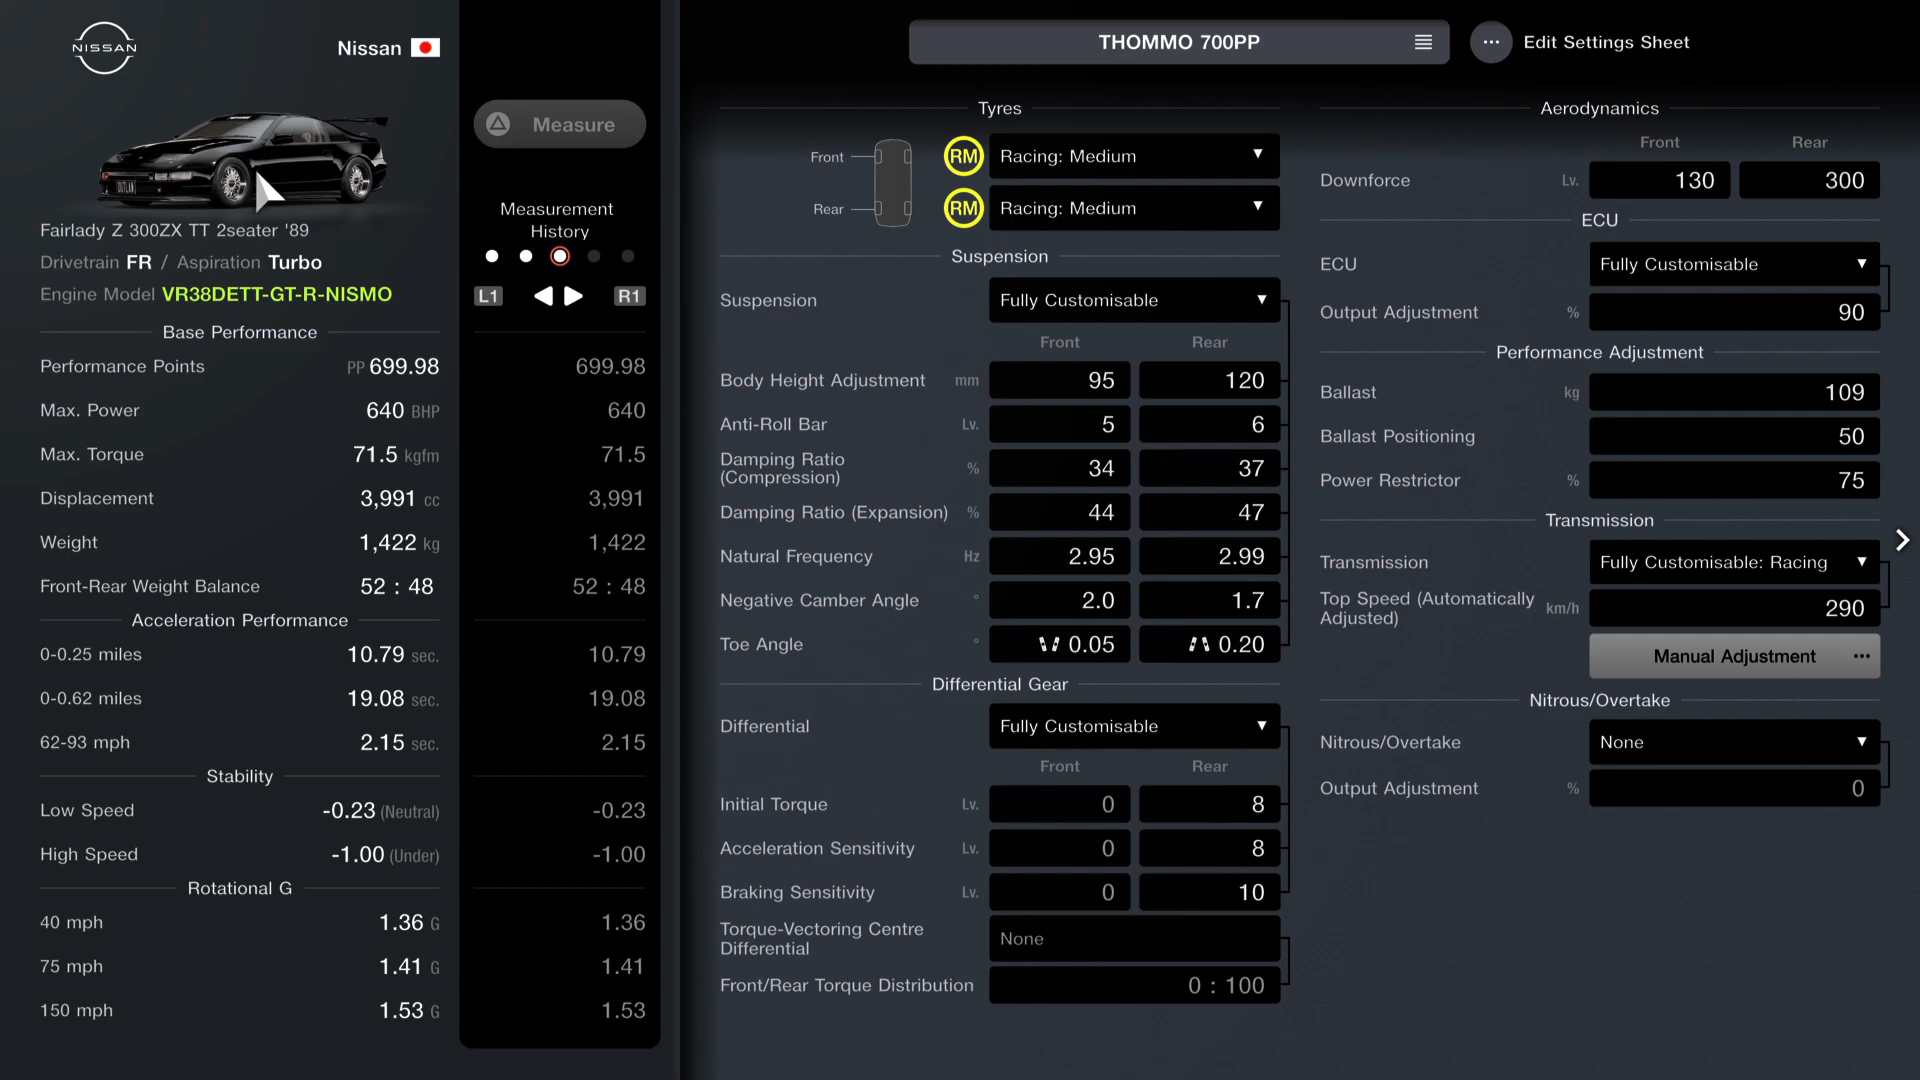 NISSAN
Nissan
OUTLAW
Fairlady Z 300ZX TT 2seater '89
Drivetrain FR / Aspiration Turbo
Engine Model VR38DETT-GT-R-NISMO
Base Performance
Performance Points PP 699.98
Max. Power 640 BHP
Max. Torque 71.5 kgfm
Displacement 3,991 cc
Weight 1,422 kg
Front-Rear Weight Balance 52 : 48
Acceleration Performance
0-0.25 miles 10.79 sec.
0-0.62 miles 19.08 sec.
62-93 mph 2.15 sec.
Stability
Low Speed -0.23 (Neutral)
High Speed -1.00 (Under)
Rotational G
40 mph 1.36 G
75 mph 1.41 G
150 mph 1.53 G
Measure
Measurement
History
L1 R1
699.98
640
71.5
3,991
1,422
52 : 48
10.79
19.08
2.15
-0.23
-1.00
1.36
1.41
1.53
THOMMO 700PP
Edit Settings Sheet
Tyres
Front RM Racing: Medium
Rear RM Racing: Medium
Suspension
Suspension Fully Customisable
Front Rear
Body Height Adjustment mm 95 120
Anti-Roll Bar Lv. 5 6
Damping Ratio
(Compression) % 34 37
Damping Ratio (Expansion) % 44 47
Natural Frequency Hz 2.95 2.99
Negative Camber Angle ° 2.0 1.7
Toe Angle ° 0.05 0.20
Differential Gear
Differential Fully Customisable
Front Rear
Initial Torque Lv. 0 8
Acceleration Sensitivity Lv. 0 8
Braking Sensitivity Lv. 0 10
Torque-Vectoring Centre
Differential None
Front/Rear Torque Distribution 0 : 100
Aerodynamics
Front Rear
Downforce Lv. 130 300
ECU
ECU Fully Customisable
Output Adjustment % 90
Performance Adjustment
Ballast kg 109
Ballast Positioning 50
Power Restrictor % 75
Transmission
Transmission Fully Customisable: Racing
Top Speed (Automatically
Adjusted) km/h 290
Manual Adjustment
Nitrous/Overtake
Nitrous/Overtake None
Output Adjustment % 0